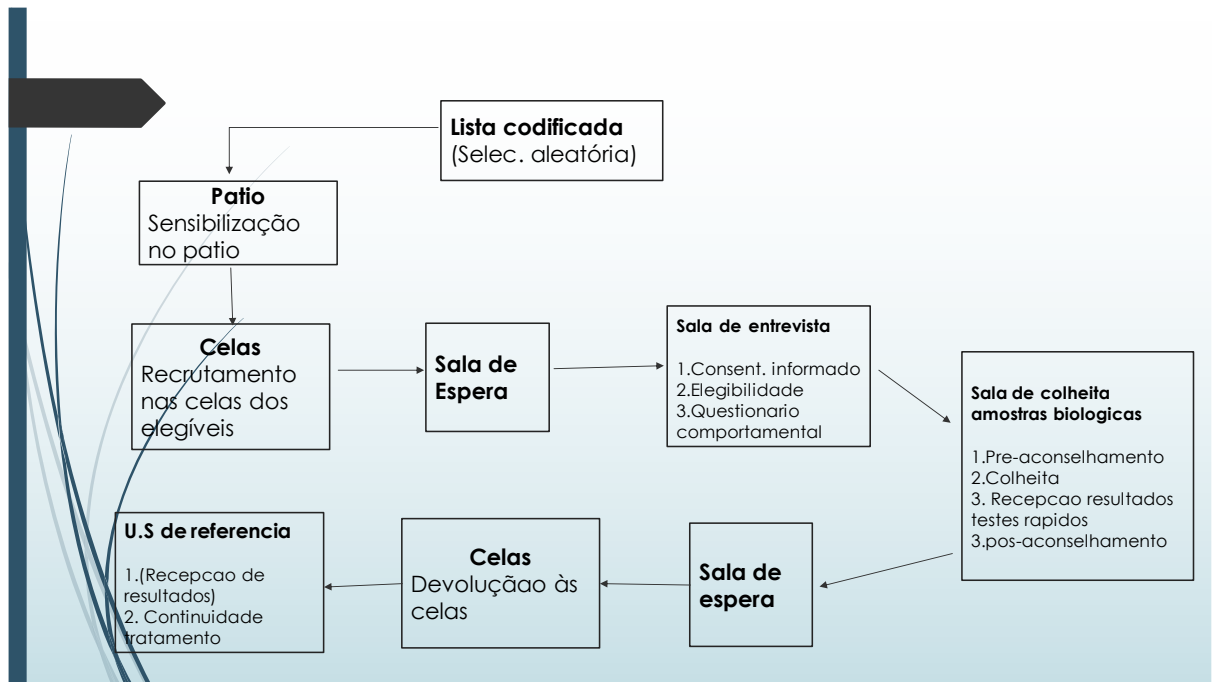 Lista codificada
(Selec. aleatória)
Patio
Sensibilização
no patio
Celas
Recrutamento
nas celas dos
elegíveis
Sala de
Espera
Sala de entrevista
1.Consent. informado
2.Elegibilidade
3.Questionario
comportamental
Sala de colheita
amostras biologicas
1.Pre-aconselhamento
2.Colheita
3. Recepcao resultados
testes rapidos
3.pos-aconselhamento
Sala de
espera
Celas
Devoluçãao às
celas
U.S de referencia
1.(Recepcao de
resultados)
2. Continuidade
tratamento